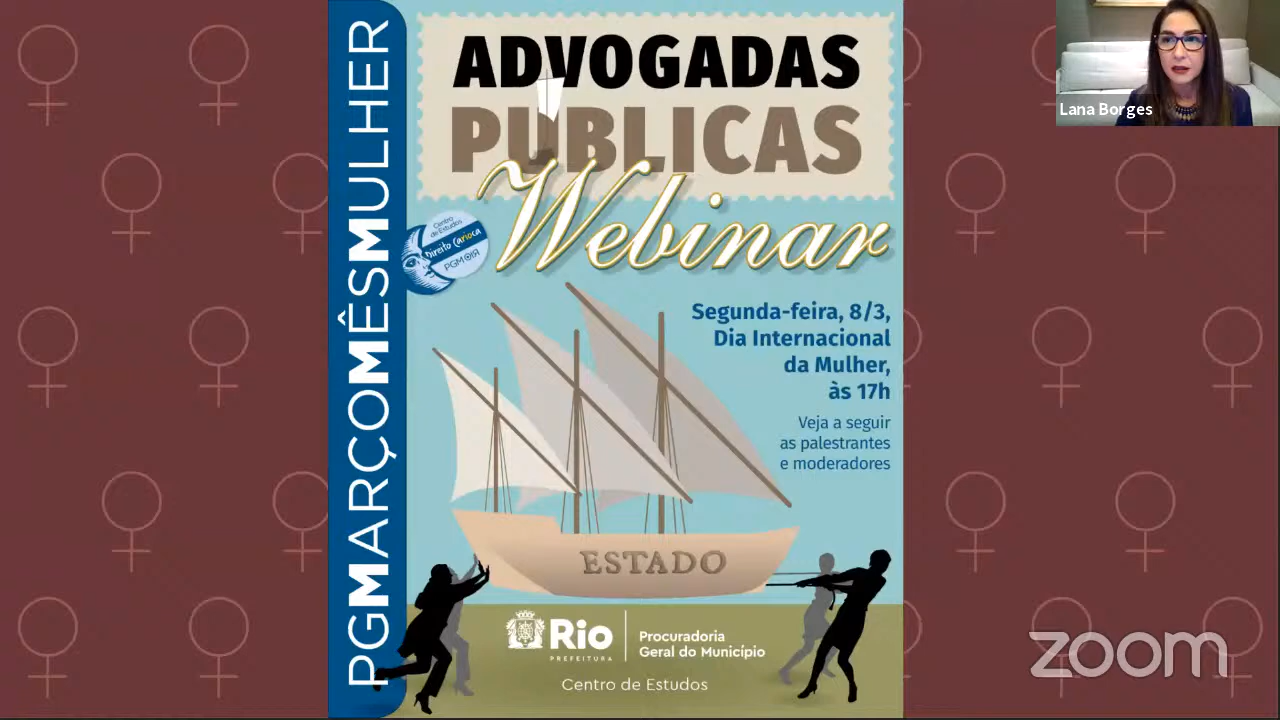 PGMARÇOMÊSMULHER
ADVOGADAS
PÚBLICAS
Webinar
Centro
de Estudos
Direito Carioca
PGM
Segunda-feira, 8/3,
Dia Internacional
da Mulher,
às 17h
Veja a seguir
as palestrantes
e moderadores
ESTADO
Rio
PREFEITURA
Procuradoria
Geral do Município
Centro de Estudos
Lana Borges
zoom